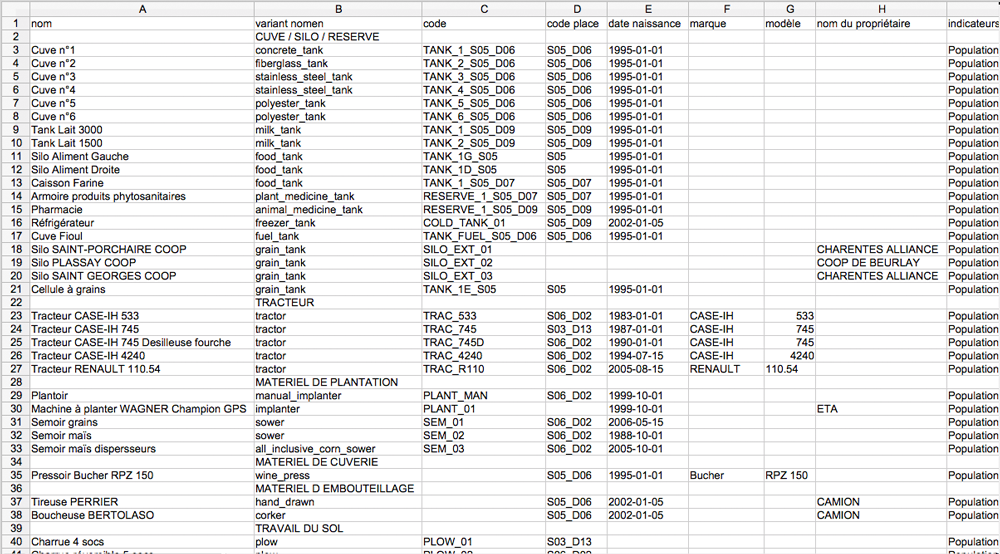 A B C D E F G H
1 nom variant nomen code code place date naissance marque modèle nom du propriétaire indicateurs
2 CUVE / SILO / RESERVE
3 Cuve n°1 concrete_tank TANK_1_S05_D06 S05_D06 1995-01-01 Population
4 Cuve n°2 fiberglass_tank TANK_2_S05_D06 S05_D06 1995-01-01 Population
5 Cuve n°3 stainless_steel_tank TANK_3_S05_D06 S05_D06 1995-01-01 Population
6 Cuve n°4 stainless_steel_tank TANK_4_S05_D06 S05_D06 1995-01-01 Population
7 Cuve n°5 polyester_tank TANK_5_S05_D06 S05_D06 1995-01-01 Population
8 Cuve n°6 polyester_tank TANK_6_S05_D06 S05_D06 1995-01-01 Population
9 Tank Lait 3000 milk_tank TANK_1_S05_D09 S05_D09 1995-01-01 Population
10 Tank Lait 1500 milk_tank TANK_2_S05_D09 S05_D09 1995-01-01 Population
11 Silo Aliment Gauche food_tank TANK_1G_S05 S05 1995-01-01 Population
12 Silo Aliment Droite food_tank TANK_1D_S05 S05 1995-01-01 Population
13 Caisson Farine food_tank TANK_1_S05_D07 S05_D07 1995-01-01 Population
14 Armoire produits phytosanitaires plant_medicine_tank RESERVE_1_S05_D07 S05_D07 1995-01-01 Population
15 Pharmacie animal_medicine_tank RESERVE_1_S05_D09 S05_D09 1995-01-01 Population
16 Réfrigérateur freezer_tank COLD_TANK_01 S05_D09 2002-01-05 Population
17 Cuve Fioul fuel_tank TANK_FUEL_S05_D06 S05_D06 1995-01-01 Population
18 Silo SAINT-PORCHAIRE COOP grain_tank SILO_EXT_01 CHARENTES ALLIANCE Population
19 Silo PLASSAY COOP grain_tank SILO_EXT_02 COOP DE BEURLAY Population
20 Silo SAINT GEORGES COOP grain_tank SILO_EXT_03 CHARENTES ALLIANCE Population
21 Cellule à grains grain_tank TANK_1E_S05 S05 1995-01-01 Population
22 TRACTEUR
23 Tracteur CASE-IH 533 tractor TRAC_533 S06_D02 1983-01-01 CASE-IH 533 Population
24 Tracteur CASE-IH 745 tractor TRAC_745 S03_D13 1987-01-01 CASE-IH 745 Population
25 Tracteur CASE-IH 745 Desilleuse fourche tractor TRAC_745D S06_D02 1990-01-01 CASE-IH 745 Population
26 Tracteur CASE-IH 4240 tractor TRAC_4240 S06_D02 1994-07-15 CASE-IH 4240 Population
27 Tracteur RENAULT 110.54 tractor TRAC_R110 S06_D02 2005-08-15 RENAULT 110.54 Population
28 MATERIEL DE PLANTATION
29 Plantoir manual_implanter PLANT_MAN S06_D02 1999-10-01 Population
30 Machine à planter WAGNER Champion GPS implanter PLANT_01 1999-10-01 ETA Population
31 Semoir grains sower SEM_01 S06_D02 2006-05-15 Population
32 Semoir maïs sower SEM_02 S06_D02 1988-10-01 Population
33 Semoir maïs disperseurs all_inclusive_corn_sower SEM_03 S06_D02 2005-10-01 Population
34 MATERIEL DE CUVERIE
35 Pressoir Bucher RPZ 150 wine_press S05_D06 1995-01-01 Bucher RPZ 150 Population
36 MATERIEL D EMBOUTEILLAGE
37 Tireuse PERRIER hand_drawn S05_D06 2002-01-05 CAMION Population
38 Boucheuse BERTOLASO corker S05_D06 2002-01-05 CAMION Population
39 TRAVAIL DU SOL
40 Charrue 4 socs plow PLOW_01 S03_D13 Population